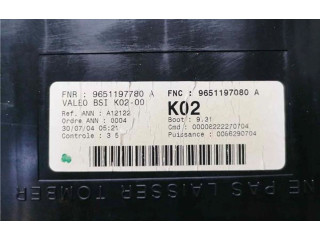 FNR : 9651197780 A
FNC : 9651197080 A
VALEO BSI K02-00
K02
Ref. ANN : A12122
Ordre ANN : 0004
Boot : 9.31
30/07/04 05:21
Cmd : 00006222270704
Contrôle : 3 5
Puissance : 0066290704
NE PAS LAISSER TOMBER